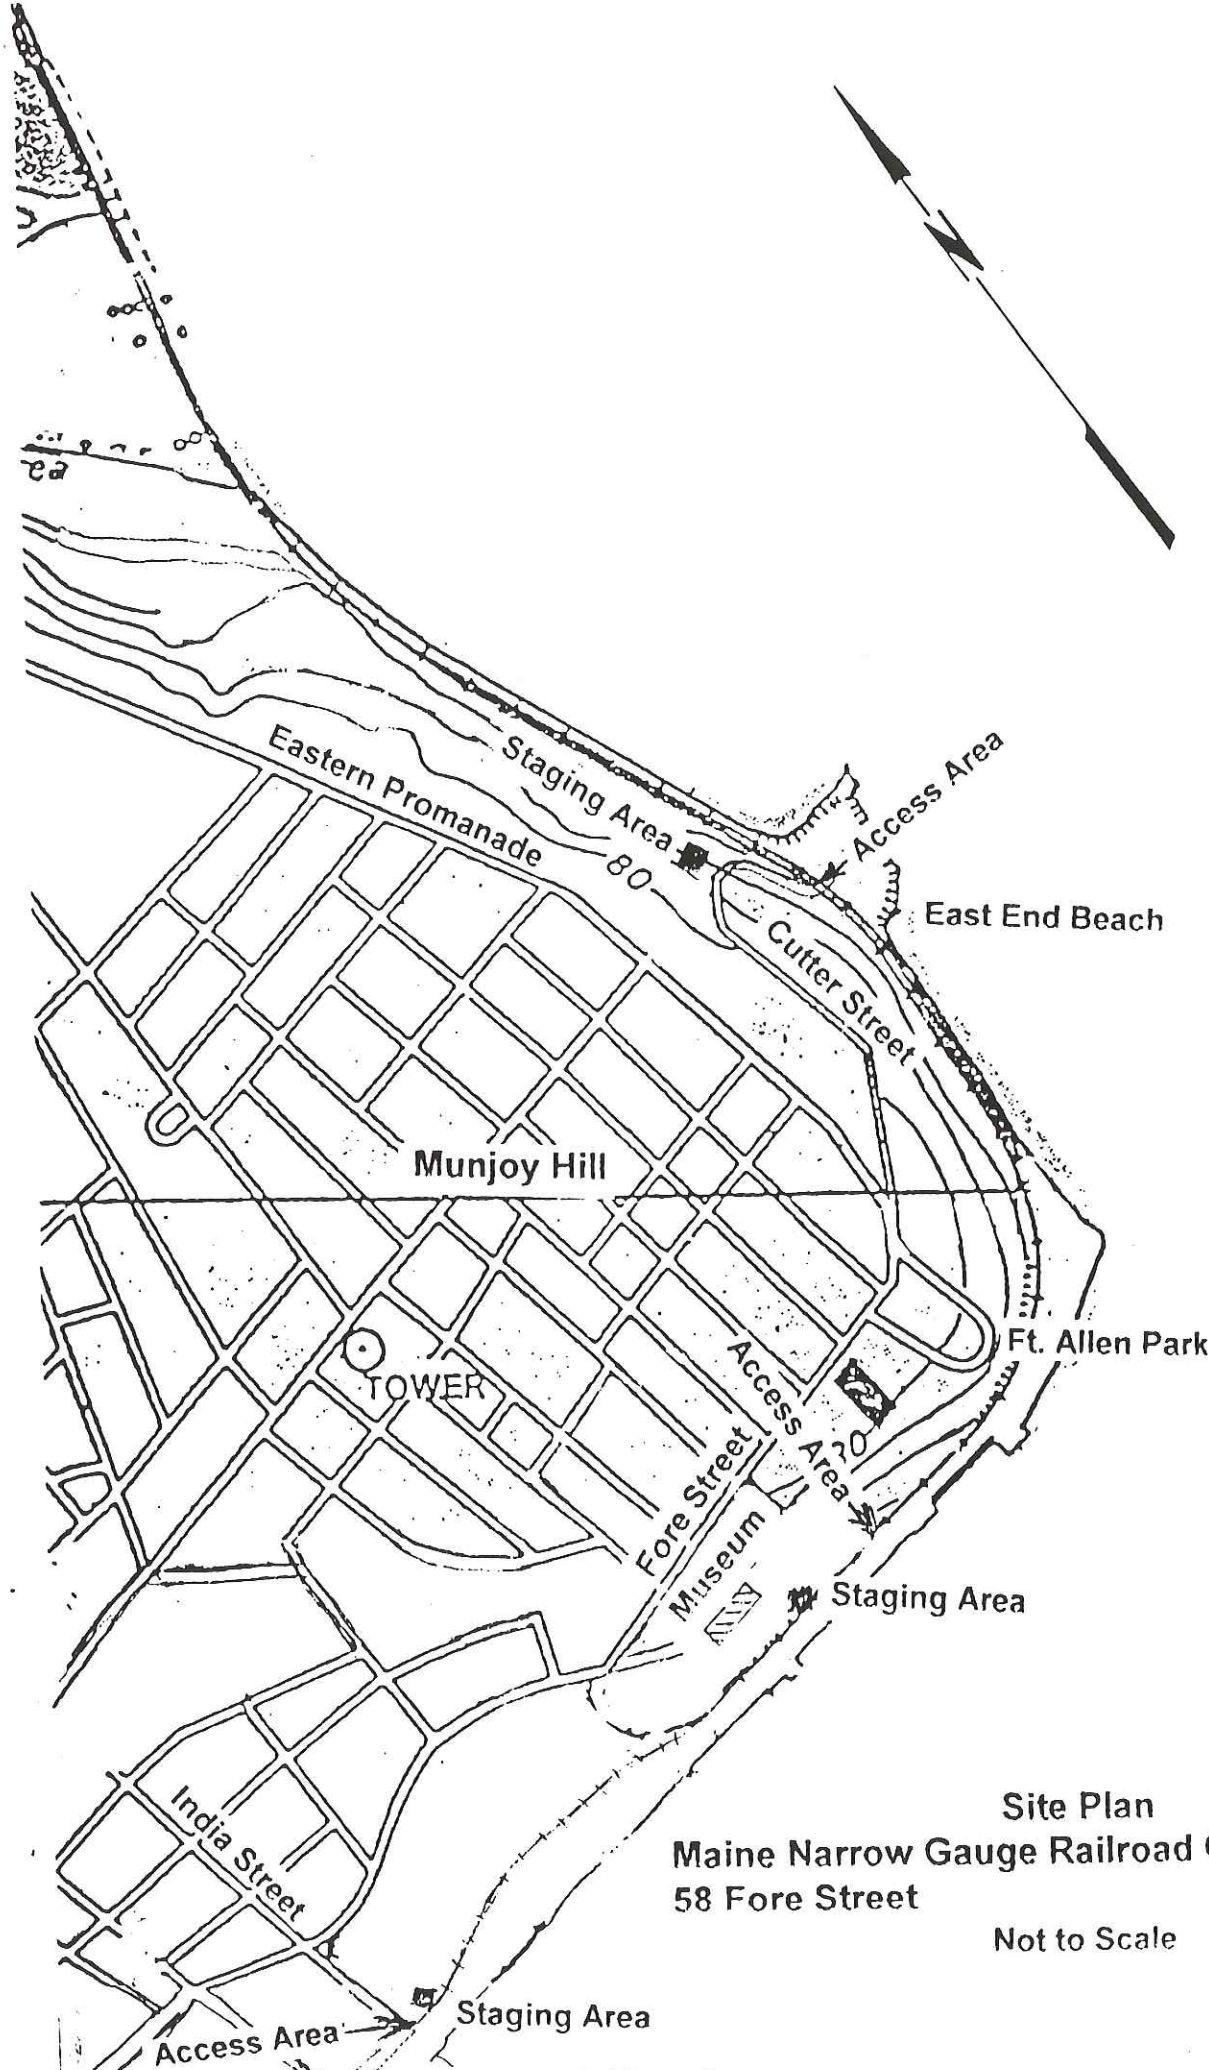 N
ea
Eastern Promanade
Staging Area
80
Access Area
East End Beach
Cutter Street
Munjoy Hill
Ft. Allen Park
TOWER
Access Area
Fore Street
Museum
Staging Area
India Street
Site Plan
Maine Narrow Gauge Railroad
58 Fore Street
Not to Scale
Staging Area
Access Area